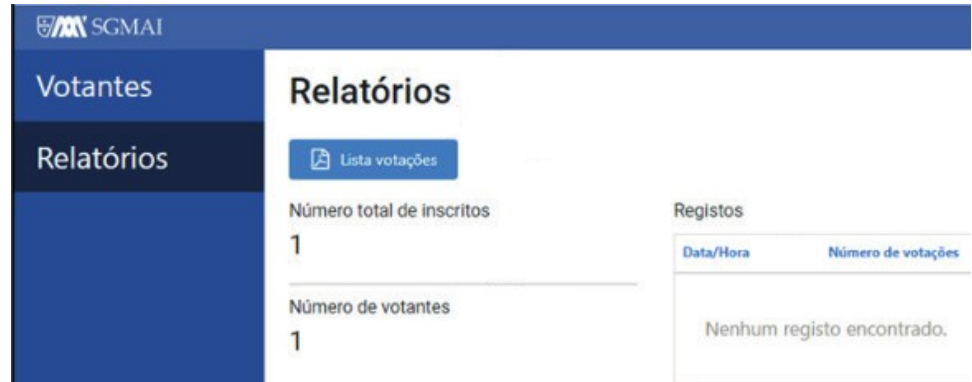 SGMAI
Votantes
Relatórios
Relatórios
Lista votações
Número total de inscritos
1
Número de votantes
1
Registos
Data/Hora Número de votações
Nenhum registo encontrado.